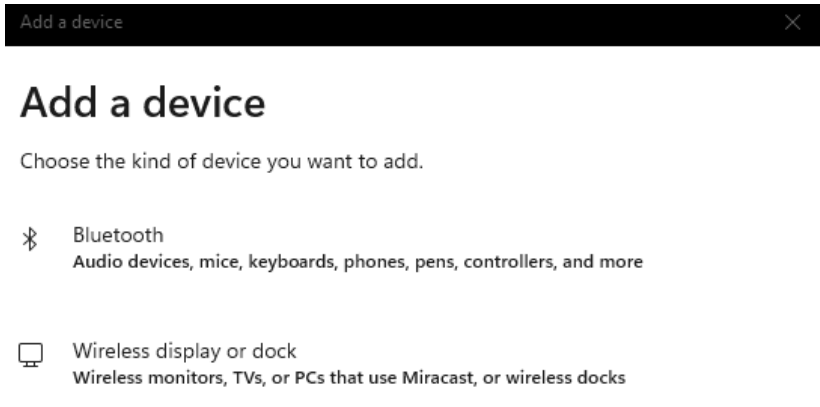 Add a device
Add a device
Choose the kind of device you want to add.
Bluetooth
Audio devices, mice, keyboards, phones, pens, controllers, and more
Wireless display or dock
Wireless monitors, TVs, or PCs that use Miracast, or wireless docks